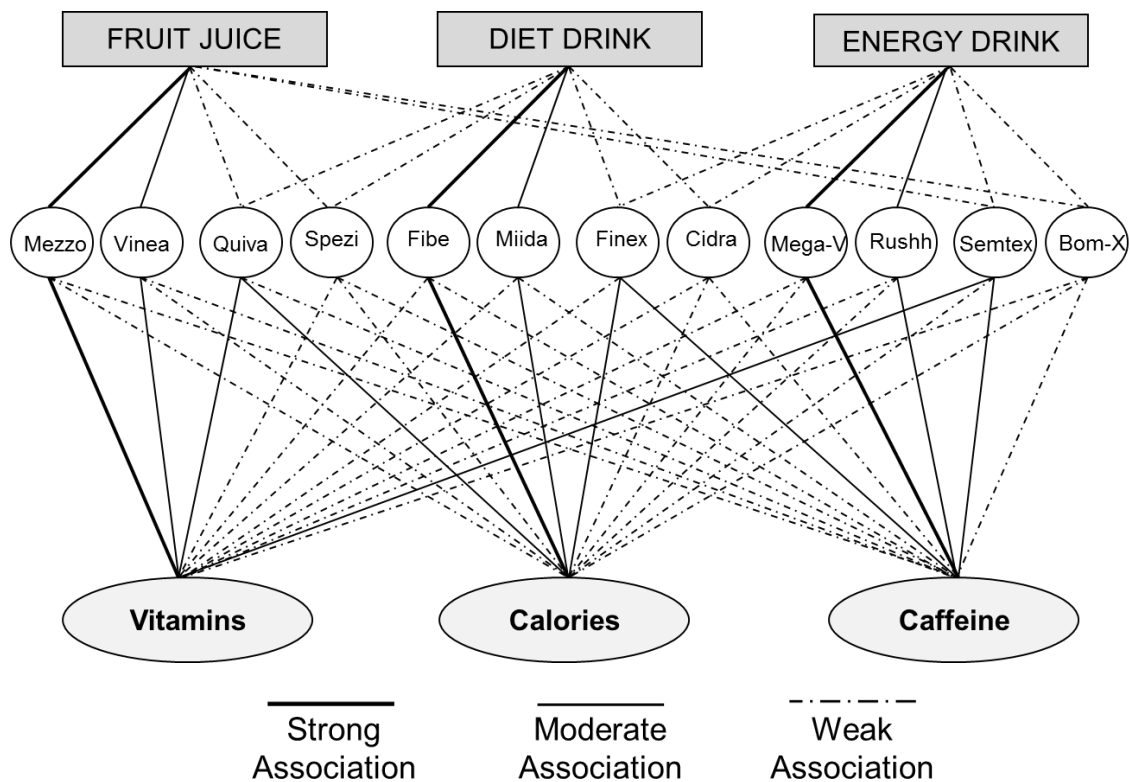 FRUIT JUICE
DIET DRINK
ENERGY DRINK
Mezzo
Vinea
Quiva
Spezi
Fibe
Miida
Finex
Cidra
Mega-V
Rushh
Semtex
Bom-X
Vitamins
Calories
Caffeine
Strong
Association
Moderate
Association
Weak
Association